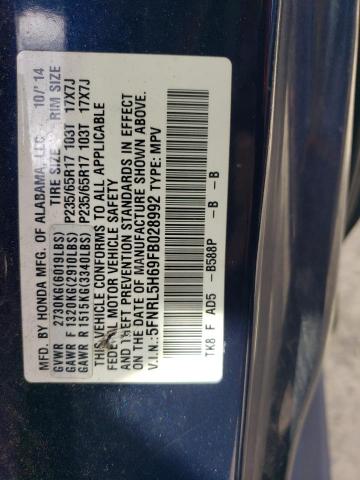 MFD. BY HONDA MFG. OF ALABAMA, LLC. 10/'14
TIRE SIZE RIM SIZE
GVWR 2730KG(6019LBS)
GAWR F 1320KG(2910LBS) P235/65R17 103T 17X7J
GAWR R 1515KG(3340LBS) P235/65R17 103T 17X7J
THIS VEHICLE CONFORMS TO ALL APPLICABLE
FEDERAL MOTOR VEHICLE SAFETY
AND THEFT PREVENTION STANDARDS IN EFFECT
ON THE DATE OF MANUFACTURE SHOWN ABOVE.
V.I.N.: 5FNRL5H69FB028992 TYPE: MPV
TK8 F AD5 -B588P -B -B